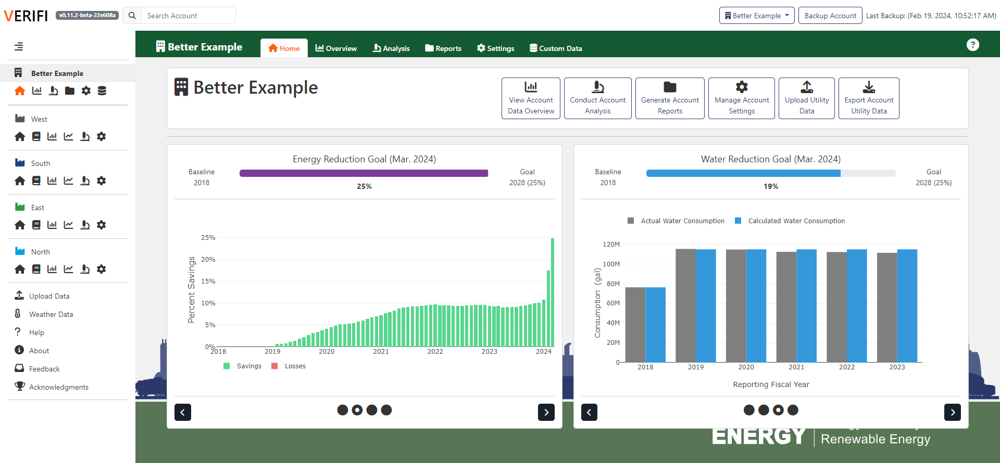 VERIFI v0.11.2-beta-22e608a Search Account Better Example Backup Account Last Backup: (Feb 19, 2024, 10:52:17 AM)
Better Example Home Overview Analysis Reports Settings Custom Data ?
Better Example
West
South
East
North
Upload Data
Weather Data
? Help
About
Feedback
Acknowledgments
Better Example
View Account
Data Overview
Conduct Account
Analysis
Generate Account
Reports
Manage Account
Settings
Upload Utility
Data
Export Account
Utility Data
Energy Reduction Goal (Mar. 2024)
Baseline
2018
25%
Goal
2028 (25%)
25%
20%
15%
10%
5%
0%
Percent Savings
2018 2019 2020 2021 2022 2023 2024
Savings Losses
Water Reduction Goal (Mar. 2024)
Baseline
2018
19%
Goal
2028 (25%)
Actual Water Consumption Calculated Water Consumption
120M
100M
80M
60M
40M
20M
0
Consumption (gal)
2018 2019 2020 2021 2022 2023
Reporting Fiscal Year
ENERGY
Renewable Energy